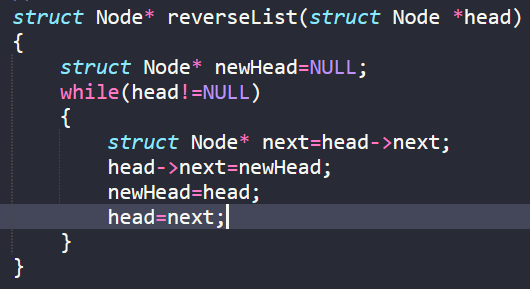 struct Node* reverseList(struct Node *head)
{
    struct Node* newHead=NULL;
    while(head!=NULL)
    {
        struct Node* next=head->next;
        head->next=newHead;
        newHead=head;
        head=next;
    }
}